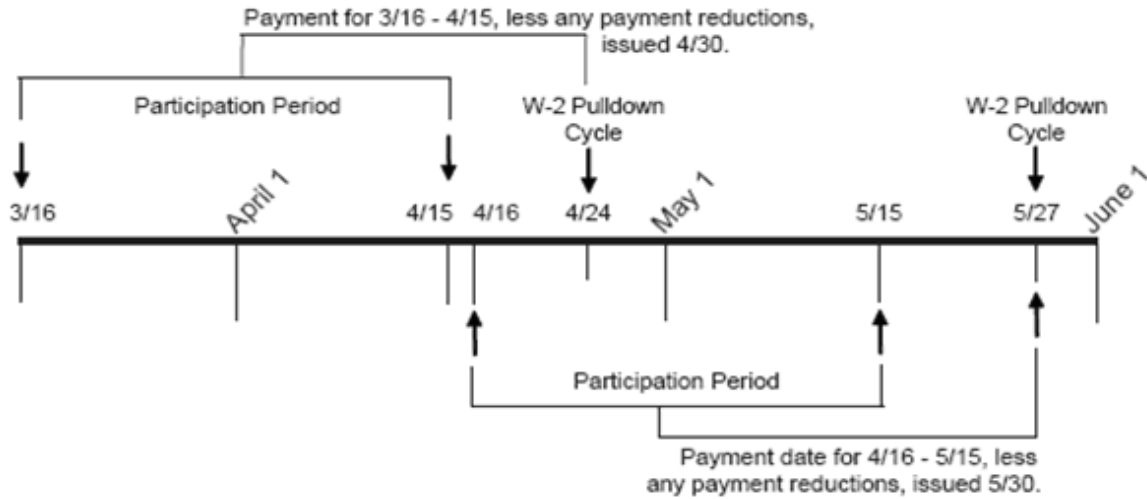 Payment for 3/16 - 4/15, less any payment reductions,
issued 4/30.
Participation Period
W-2 Pulldown
Cycle
W-2 Pulldown
Cycle
3/16
April 1
4/15
4/16
4/24
May 1
5/15
5/27
June 1
Participation Period
Payment date for 4/16 - 5/15, less
any payment reductions, issued 5/30.